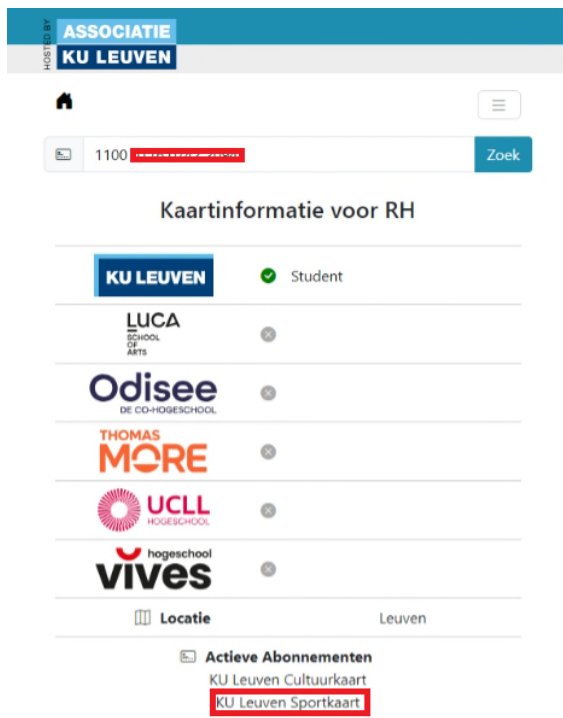 HOSTED BY
ASSOCIATIE
KU LEUVEN
1100
Zoek
Kaartinformatie voor RH
KU LEUVEN
Student
LUCA
SCHOOL
OF
ARTS
Odisee
DE CO-HOGESCHOOL
THOMAS
MORE
UCLL
HOGESCHOOL
hogeschool
vives
Locatie
Leuven
Actieve Abonnementen
KU Leuven Cultuurkaart
KU Leuven Sportkaart